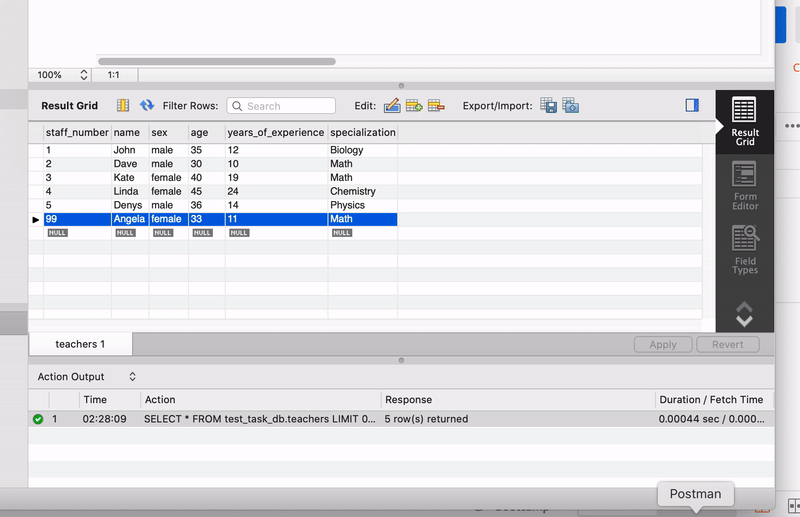 100% 1:1
Result Grid Filter Rows: Search Edit: Export/Import:
staff_number name sex age years_of_experience specialization
1 John male 35 12 Biology
2 Dave male 30 10 Math
3 Kate female 40 19 Math
4 Linda female 45 24 Chemistry
5 Denys male 36 14 Physics
99 Angela female 33 11 Math
NULL NULL NULL NULL NULL NULL
Result
Grid
Form
Editor
Field
Types
teachers 1 Apply Revert
Action Output
Time Action Response Duration / Fetch Time
1 02:28:09 SELECT * FROM test_task_db.teachers LIMIT 0... 5 row(s) returned 0.00044 sec / 0.000...
Postman